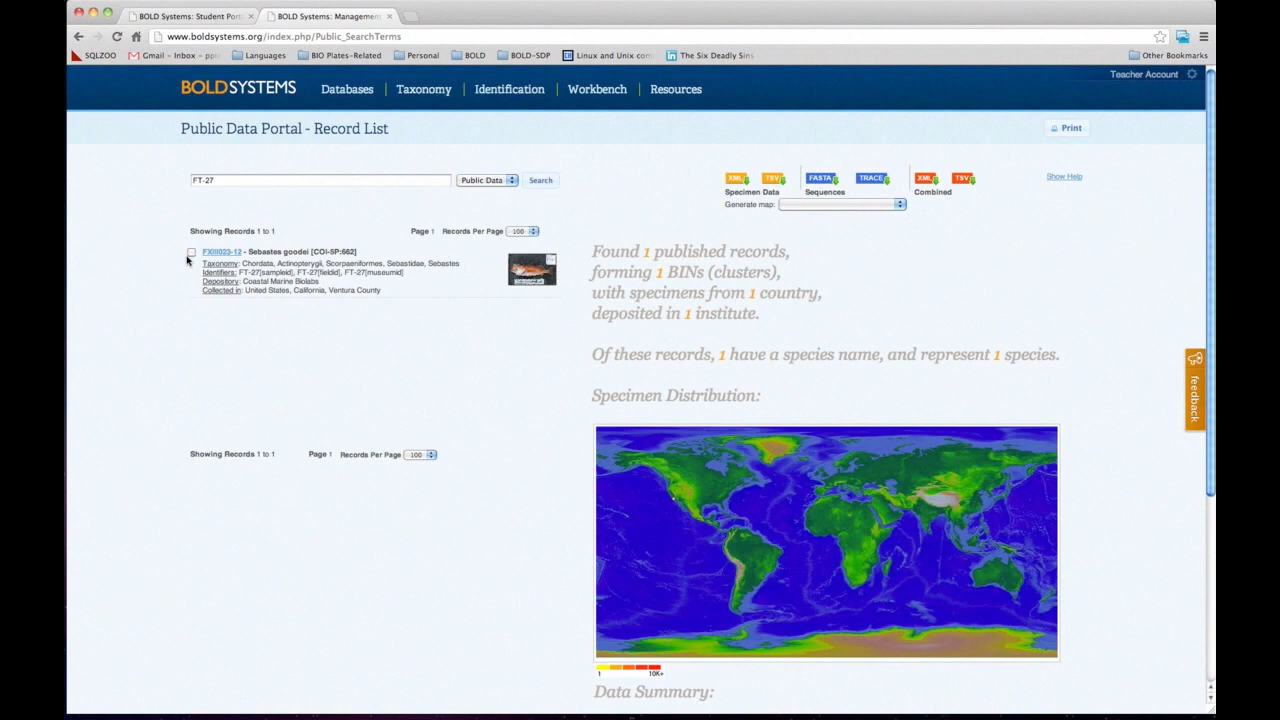 BOLD Systems: Student Port
BOLD Systems: Managemen
www.boldsystems.org/index.php/Public_SearchTerms
SQLZOO
Gmail - Inbox -
Languages
BIO Plates-Related
Personal
BOLD
BOLD-SDP
Linux and Unix com
The Six Deadly Sins
Other Bookmarks
Teacher Account
BOLDSYSTEMS
Databases
Taxonomy
Identification
Workbench
Resources
Public Data Portal - Record List
Print
FT-27
Public Data
Search
XML
TSV
FASTA
TRACE
XML
TSV
Specimen Data
Sequences
Combined
Generate map:
Show Help
Showing Records 1 to 1
Page 1
Records Per Page
100
FXIII023-12 - Sebastes goodei [COI-5P:662]
Taxonomy: Chordata, Actinopterygii, Scorpaeniformes, Sebastidae, Sebastes
Identifiers: FT-27[sampleid], FT-27[fieldid], FT-27[museumid]
Depository: Coastal Marine Biolabs
Collected in: United States, California, Ventura County
Found 1 published records,
forming 1 BINs (clusters),
with specimens from 1 country,
deposited in 1 institute.
Of these records, 1 have a species name, and represent 1 species.
Specimen Distribution:
feedback
Showing Records 1 to 1
Page 1
Records Per Page
100
1
10K+
Data Summary: